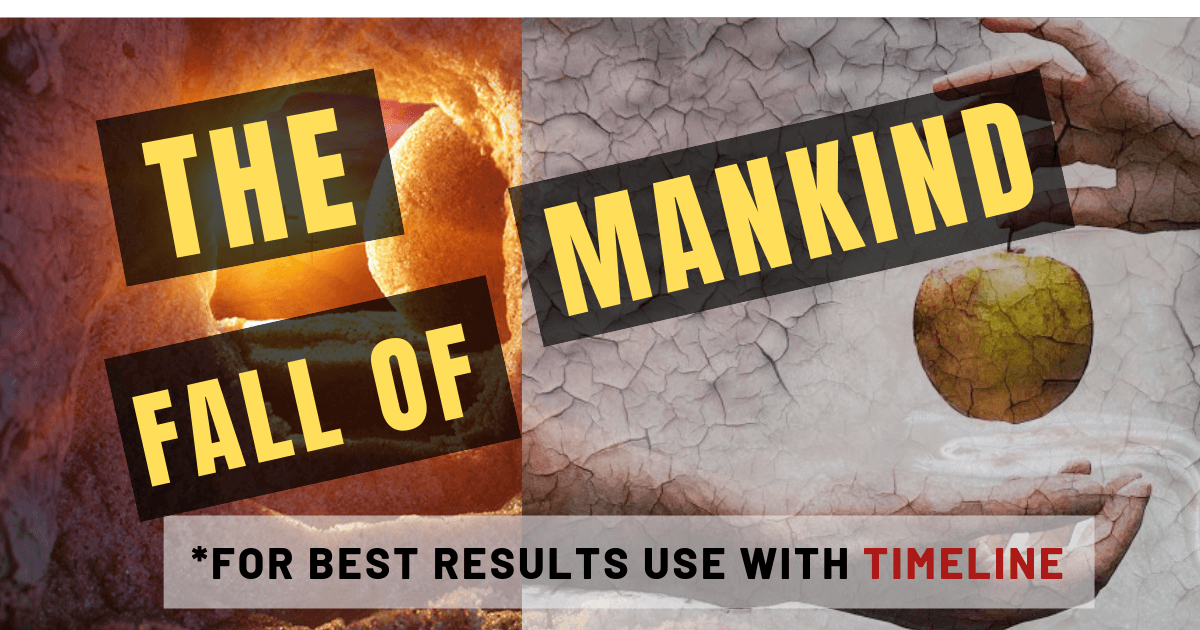 THE
FALL OF
MANKIND
*FOR BEST RESULTS USE WITH TIMELINE